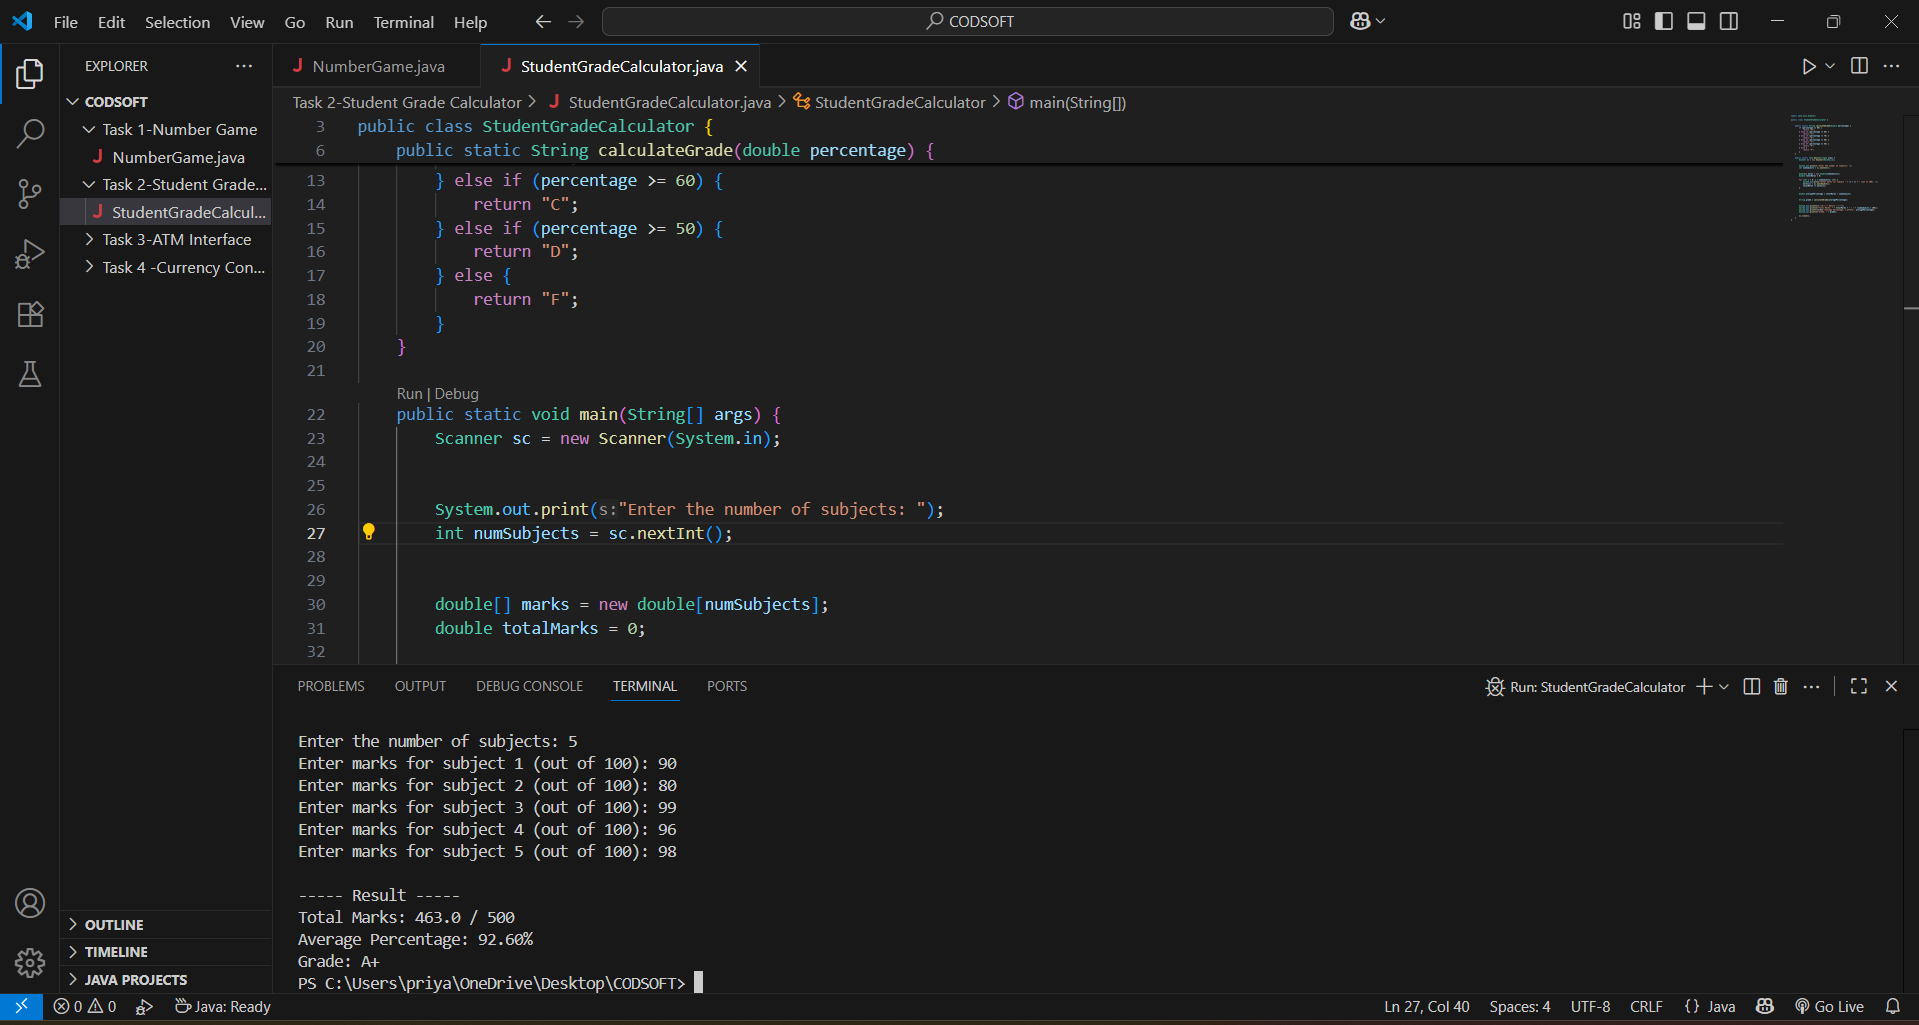 File Edit Selection View Go Run Terminal Help
CODSOFT
EXPLORER
CODSOFT
Task 1-Number Game
NumberGame.java
Task 2-Student Grade...
StudentGradeCalcul...
Task 3-ATM Interface
Task 4 -Currency Con...
OUTLINE
TIMELINE
JAVA PROJECTS
NumberGame.java
StudentGradeCalculator.java
Task 2-Student Grade Calculator > StudentGradeCalculator.java > StudentGradeCalculator > main(String[])
3 public class StudentGradeCalculator {
6 public static String calculateGrade(double percentage) {
13 } else if (percentage >= 60) {
14 return "C";
15 } else if (percentage >= 50) {
16 return "D";
17 } else {
18 return "F";
19 }
20 }
21
Run | Debug
22 public static void main(String[] args) {
23 Scanner sc = new Scanner(System.in);
24
25
26 System.out.print(s:"Enter the number of subjects: ");
27 int numSubjects = sc.nextInt();
28
29
30 double[] marks = new double[numSubjects];
31 double totalMarks = 0;
32
PROBLEMS OUTPUT DEBUG CONSOLE TERMINAL PORTS
Run: StudentGradeCalculator
Enter the number of subjects: 5
Enter marks for subject 1 (out of 100): 90
Enter marks for subject 2 (out of 100): 80
Enter marks for subject 3 (out of 100): 99
Enter marks for subject 4 (out of 100): 96
Enter marks for subject 5 (out of 100): 98
----- Result -----
Total Marks: 463.0 / 500
Average Percentage: 92.60%
Grade: A+
PS C:\Users\priya\OneDrive\Desktop\CODSOFT>
0 0 Java: Ready
Ln 27, Col 40 Spaces: 4 UTF-8 CRLF {} Java Go Live